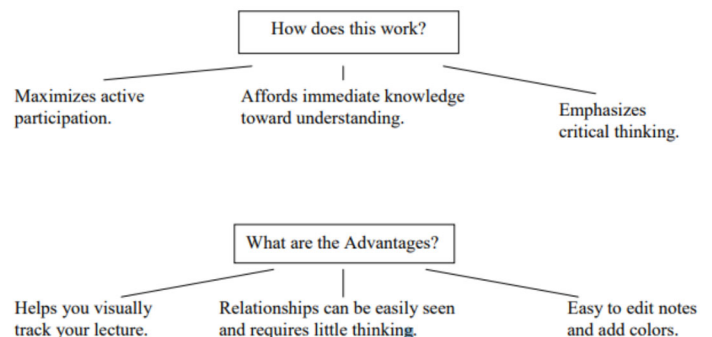 How does this work?
Maximizes active
participation.
Affords immediate knowledge
toward understanding.
Emphasizes
critical thinking.
What are the Advantages?
Helps you visually
track your lecture.
Relationships can be easily seen
and requires little thinking.
Easy to edit notes
and add colors.